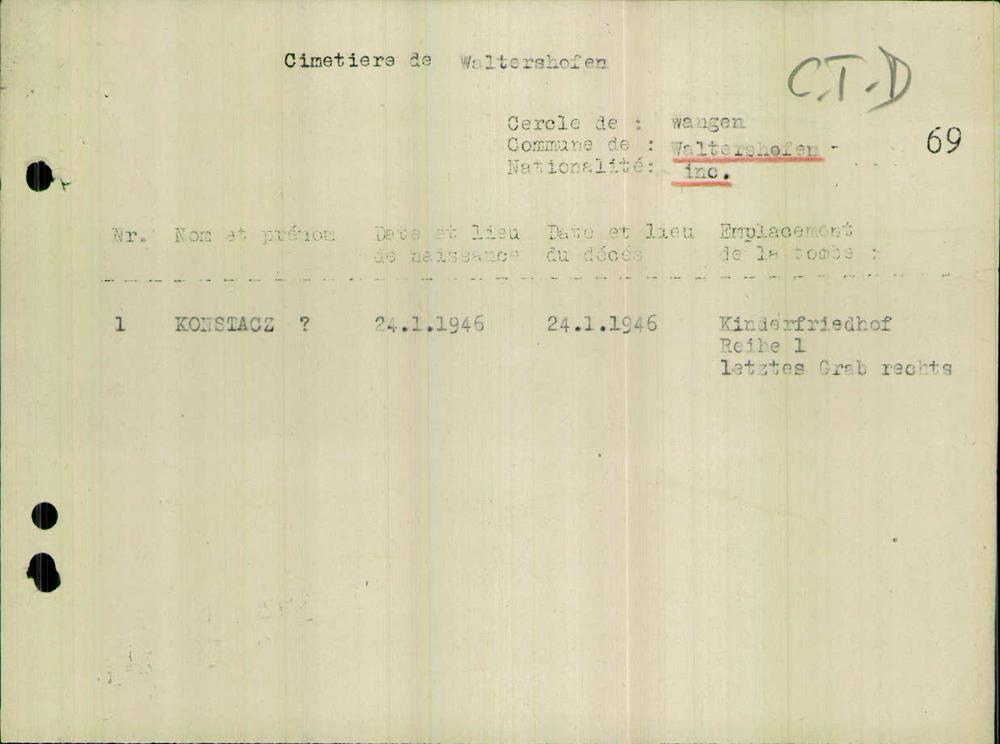 Cimetiere de Waltershofen
C.T.D
Cercle de : wangen
69
Commune de : Waltershofen -
Nationalité: inc.
Nr. Nom et prénom Date et lieu Date et lieu Emplacement
de naissance du décés de la tombe :
1 KONSTACZ ? 24.1.1946 24.1.1946 Kinderfriedhof
Reihe 1
letztes Grab rechts